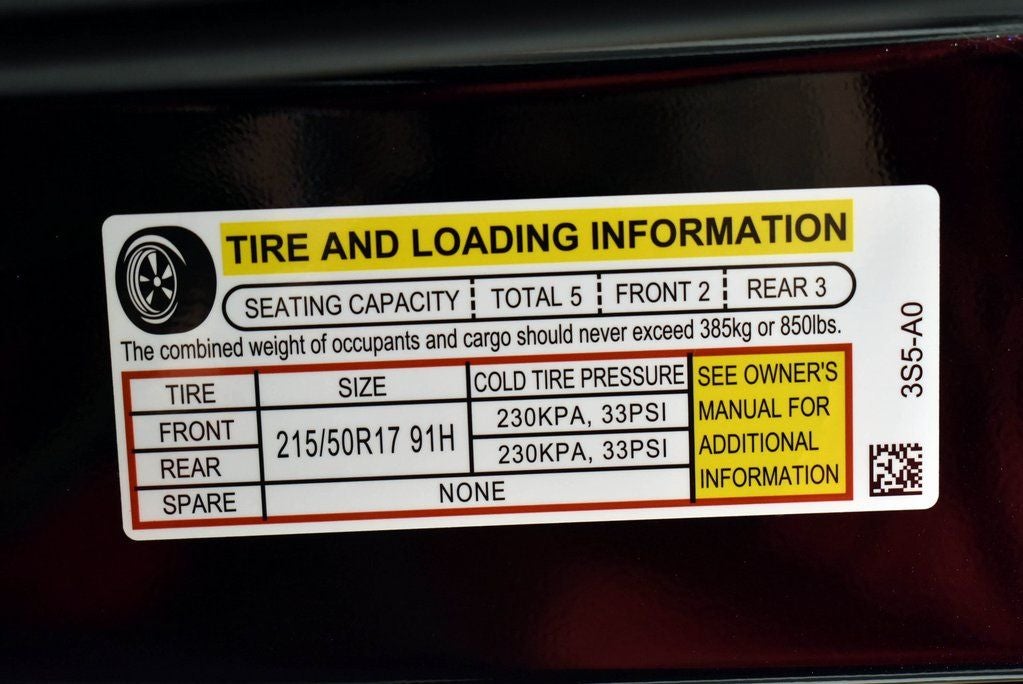 TIRE AND LOADING INFORMATION
SEATING CAPACITY TOTAL 5 FRONT 2 REAR 3
The combined weight of occupants and cargo should never exceed 385kg or 850lbs.
TIRE SIZE COLD TIRE PRESSURE
FRONT 215/50R17 91H 230KPA, 33PSI
REAR 230KPA, 33PSI
SPARE NONE
SEE OWNER'S
MANUAL FOR
ADDITIONAL
INFORMATION
3S5-A0